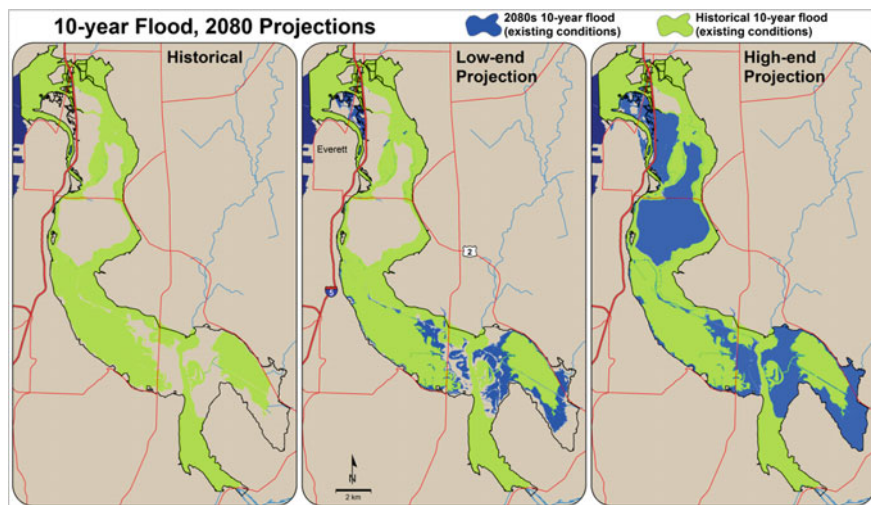 10-year Flood, 2080 Projections
2080s 10-year flood
(existing conditions)
Historical 10-year flood
(existing conditions)
Historical
Low-end
Projection
High-end
Projection
Everett
2
5
N
2 km